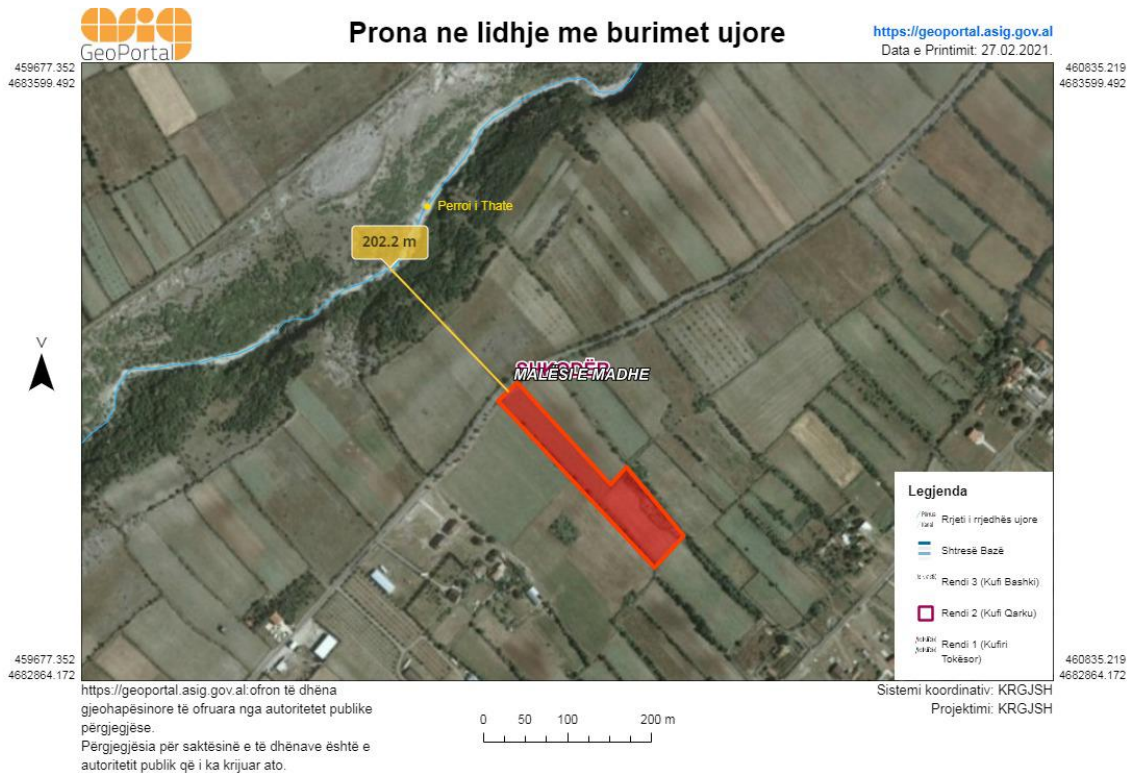 asig
GeoPortal
Prona ne lidhje me burimet ujore
https://geoportal.asig.gov.al
Data e Printimit: 27.02.2021.
459677.352
4683599.492
460835.219
4683599.492
Perroi i Thate
202.2 m
SHKODËR
MALËSI E MADHE
Legjenda
Rrjeti i rrjedhës ujore
Shtresë Bazë
Rendi 3 (Kufi Bashki)
Rendi 2 (Kufi Qarku)
Rendi 1 (Kufiri
Tokësor)
459677.352
4682864.172
460835.219
4682864.172
https://geoportal.asig.gov.al:ofron të dhëna
gjeohapësinore të ofruara nga autoritetet publike
përgjegjëse.
Përgjegjësia për saktësinë e të dhënave është e
autoritetit publik që i ka krijuar ato.
0 50 100 200 m
Sistemi koordinativ: KRGJSH
Projektimi: KRGJSH